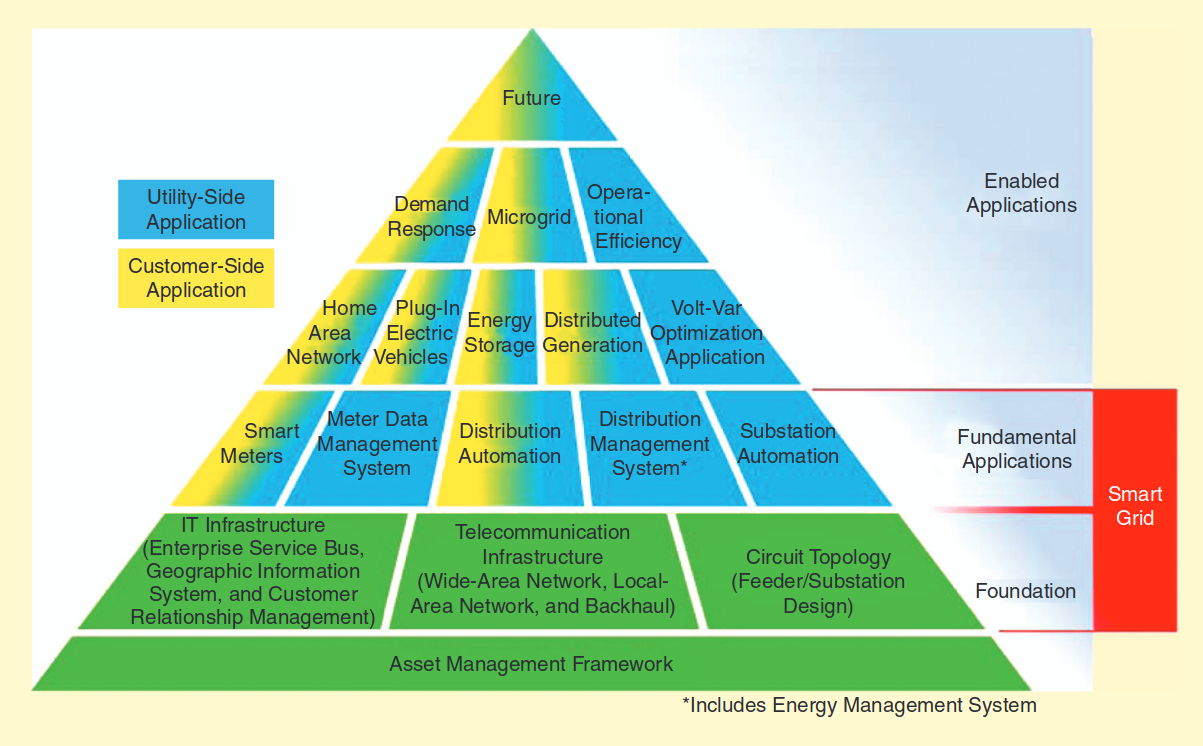 Future
Demand
Response
Microgrid
Opera-
tional
Efficiency
Enabled
Applications
Utility-Side
Application
Customer-Side
Application
Home
Area
Network
Plug-In
Electric
Vehicles
Energy
Storage
Distributed
Generation
Volt-Var
Optimization
Application
Smart
Meters
Meter Data
Management
System
Distribution
Automation
Distribution
Management
System*
Substation
Automation
Fundamental
Applications
Smart
Grid
IT Infrastructure
(Enterprise Service Bus,
Geographic Information
System, and Customer
Relationship Management)
Telecommunication
Infrastructure
(Wide-Area Network, Local-
Area Network, and Backhaul)
Circuit Topology
(Feeder/Substation
Design)
Foundation
Asset Management Framework
*Includes Energy Management System